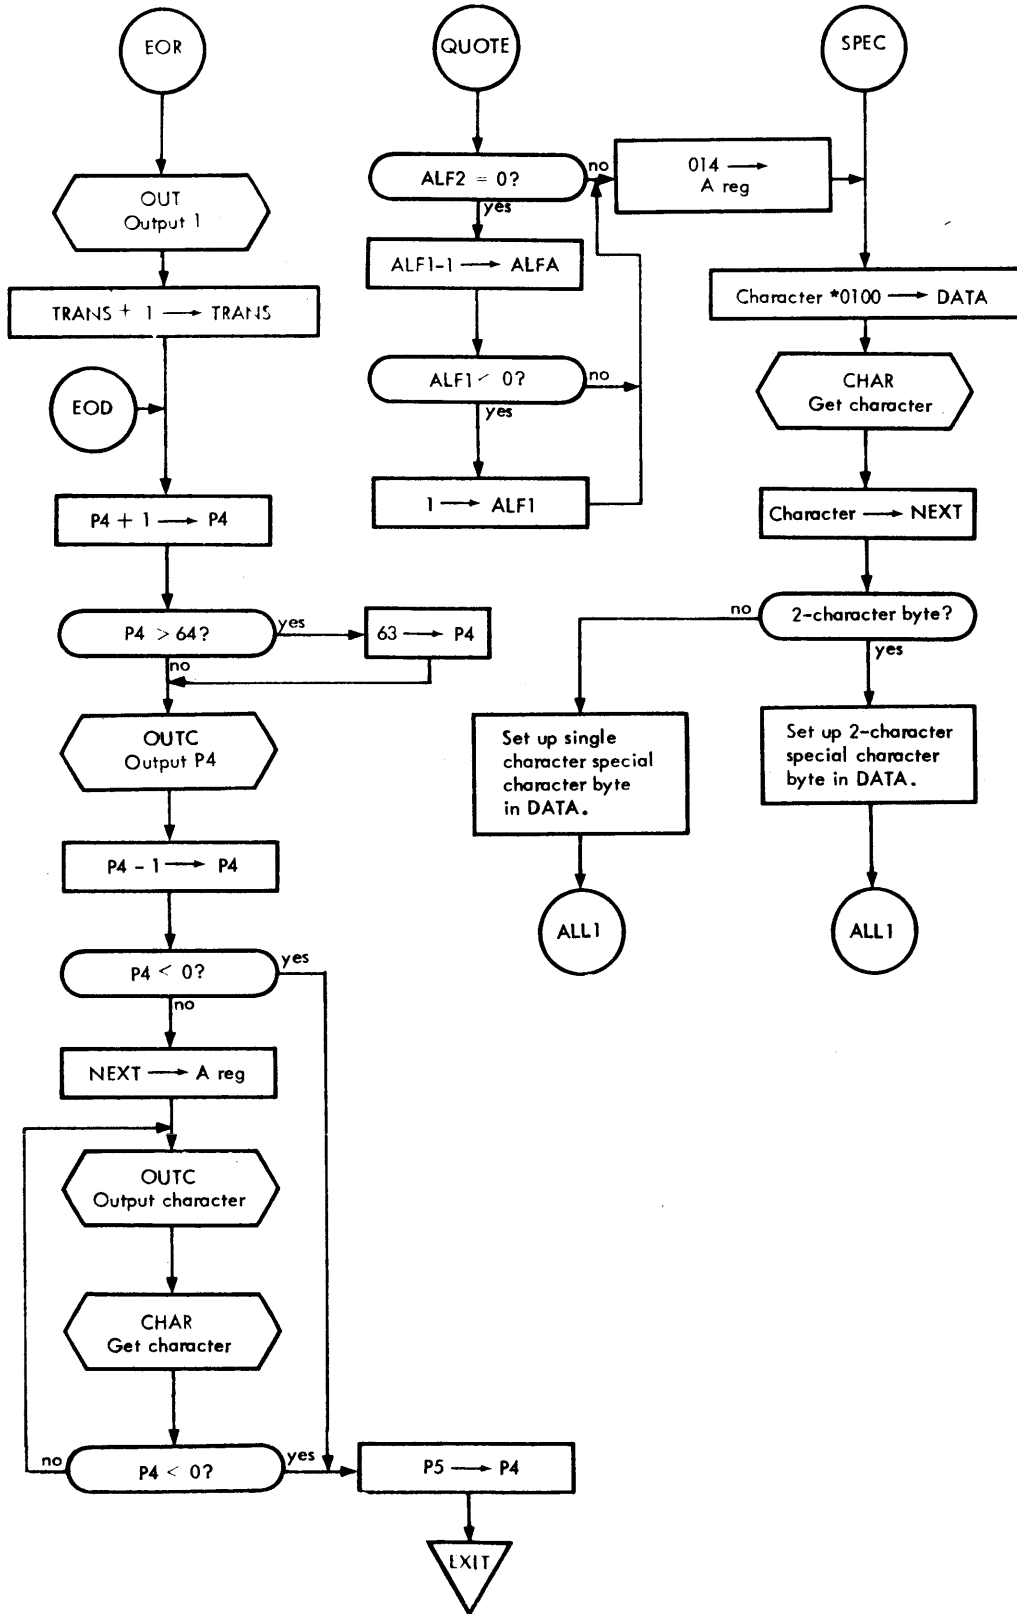 EOR
OUT
Output 1
TRANS + 1 → TRANS
EOD
P4 + 1 → P4
P4 > 64?
yes
63 → P4
no
OUTC
Output P4
P4 - 1 → P4
P4 < 0?
yes
no
NEXT → A reg
OUTC
Output character
CHAR
Get character
P4 < 0?
no
yes
P5 → P4
EXIT
QUOTE
ALF2 = 0?
no
yes
014 →
A reg
ALF1-1 → ALFA
ALF1 < 0?
no
yes
1 → ALF1
SPEC
Character *0100 → DATA
CHAR
Get character
Character → NEXT
2-character byte?
no
yes
Set up single
character special
character byte
in DATA.
ALL1
Set up 2-character
special character
byte in DATA.
ALL1